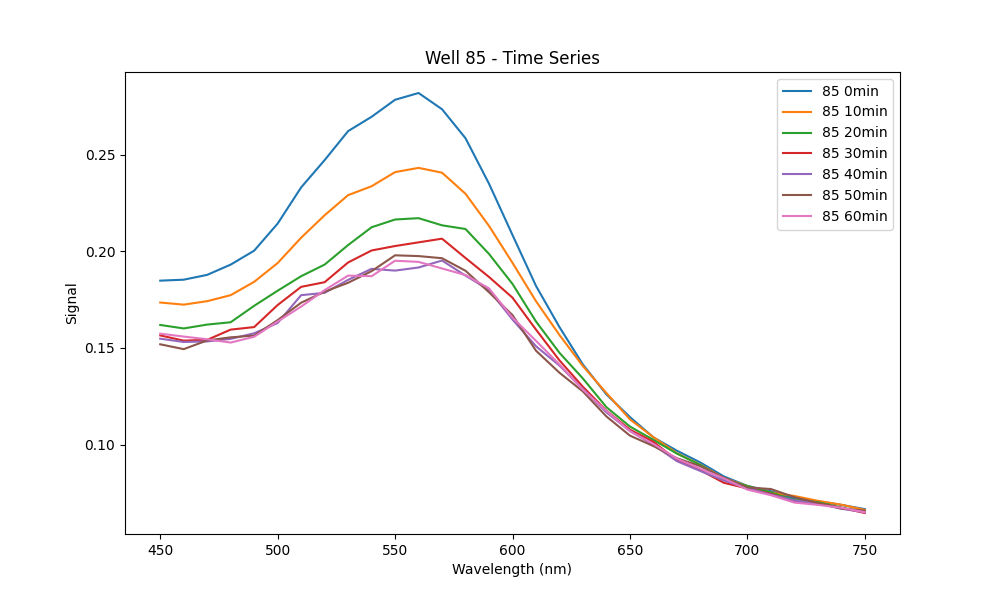 Well 85 - Time Series
85 0min
85 10min
85 20min
85 30min
85 40min
85 50min
85 60min
Signal
0.25
0.20
0.15
0.10
450 500 550 600 650 700 750
Wavelength (nm)